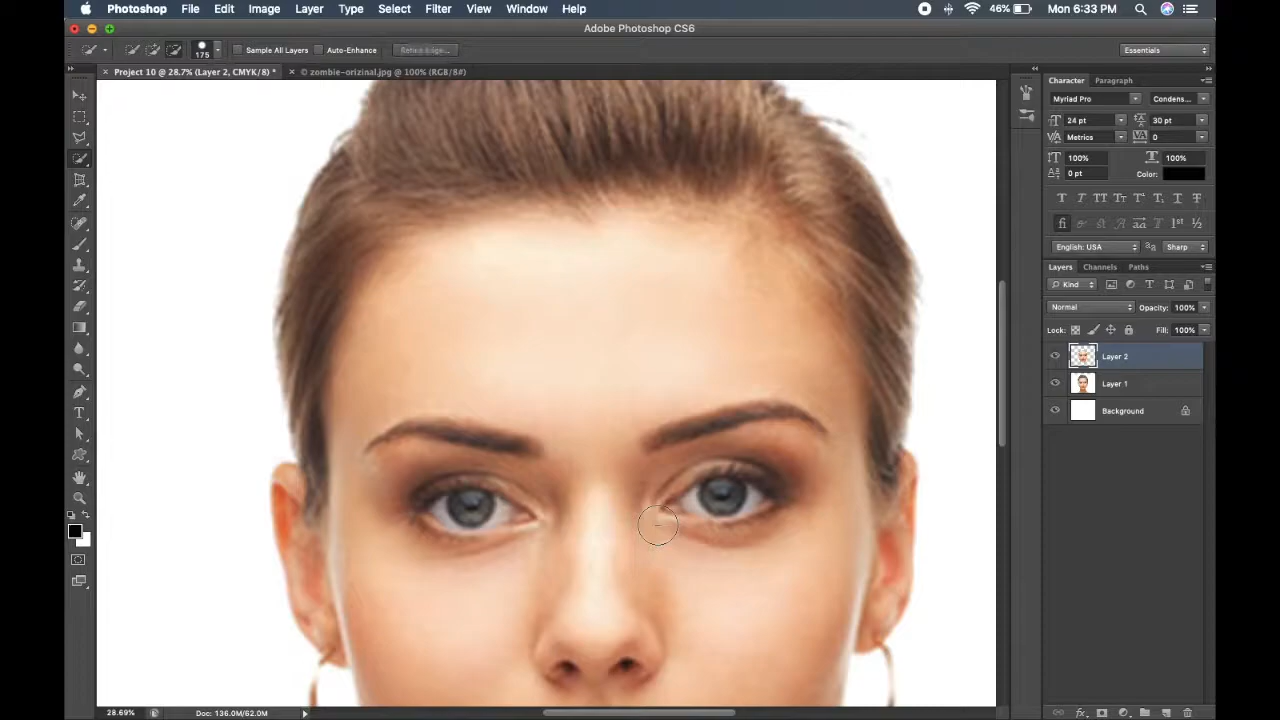 Photoshop File Edit Image Layer Type Select Filter View Window Help 46% Mon 6:33 PM
Adobe Photoshop CS6
175 Sample All Layers Auto-Enhance Refine Edge... Essentials
Project 10 @ 28.7% (Layer 2, CMYK/8) * © zombie-orizinal.jpg @ 100% (RGB/8#)
Character Paragraph
Myriad Pro Condens...
24 pt 30 pt
Metrics 0
100% 100%
0 pt Color:
English: USA Sharp
Layers Channels Paths
Kind
Normal Opacity: 100%
Lock: Fill: 100%
Layer 2
Layer 1
Background
28.69% Doc: 136.0M/62.0M